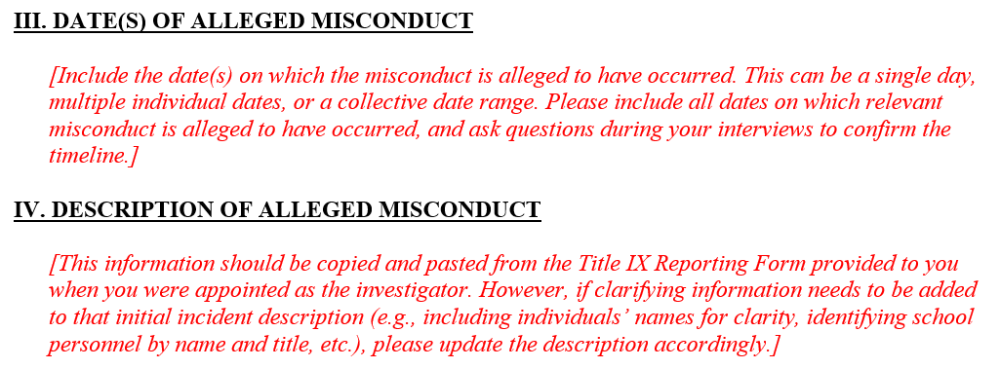 III. DATE(S) OF ALLEGED MISCONDUCT
[Include the date(s) on which the misconduct is alleged to have occurred. This can be a single day,
multiple individual dates, or a collective date range. Please include all dates on which relevant
misconduct is alleged to have occurred, and ask questions during your interviews to confirm the
timeline.]
IV. DESCRIPTION OF ALLEGED MISCONDUCT
[This information should be copied and pasted from the Title IX Reporting Form provided to you
when you were appointed as the investigator. However, if clarifying information needs to be added
to that initial incident description (e.g., including individuals’ names for clarity, identifying school
personnel by name and title, etc.), please update the description accordingly.]